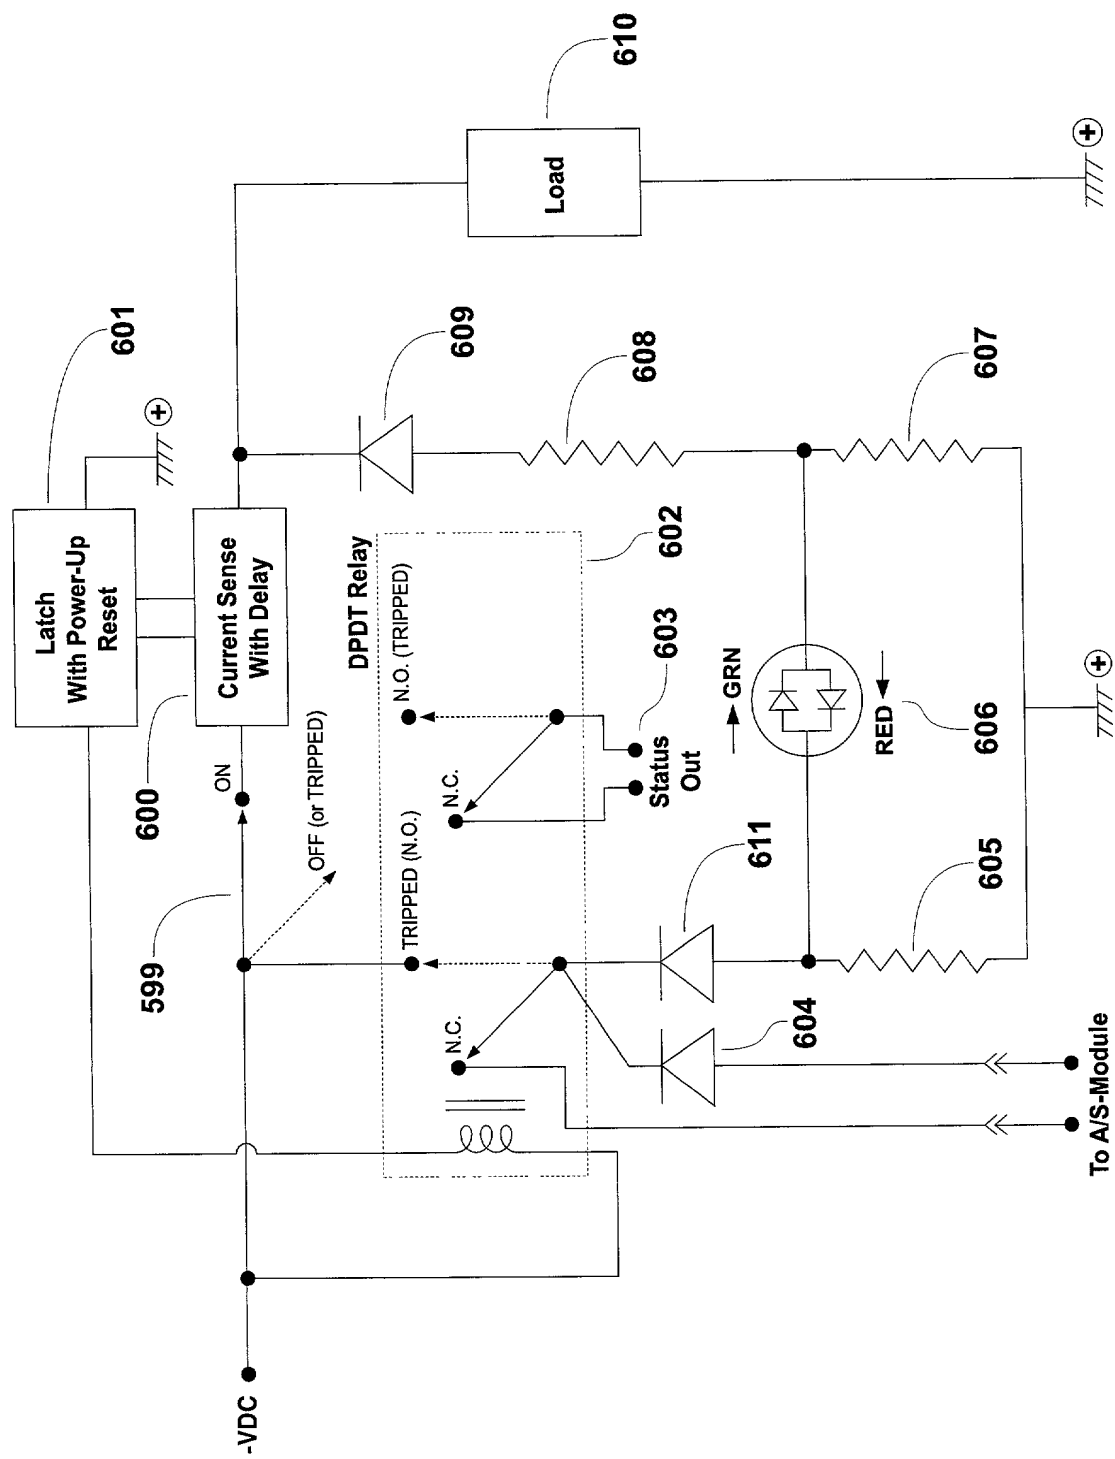 601
Latch
With Power-Up
Reset
+
600
Current Sense
With Delay
ON
599
OFF (or TRIPPED)
-VDC
609
608
607
610
Load
+
DPDT Relay
602
N.O. (TRIPPED)
N.C.
TRIPPED (N.O.)
N.C.
603
Status
Out
GRN
RED
606
611
604
605
+
To A/S-Module